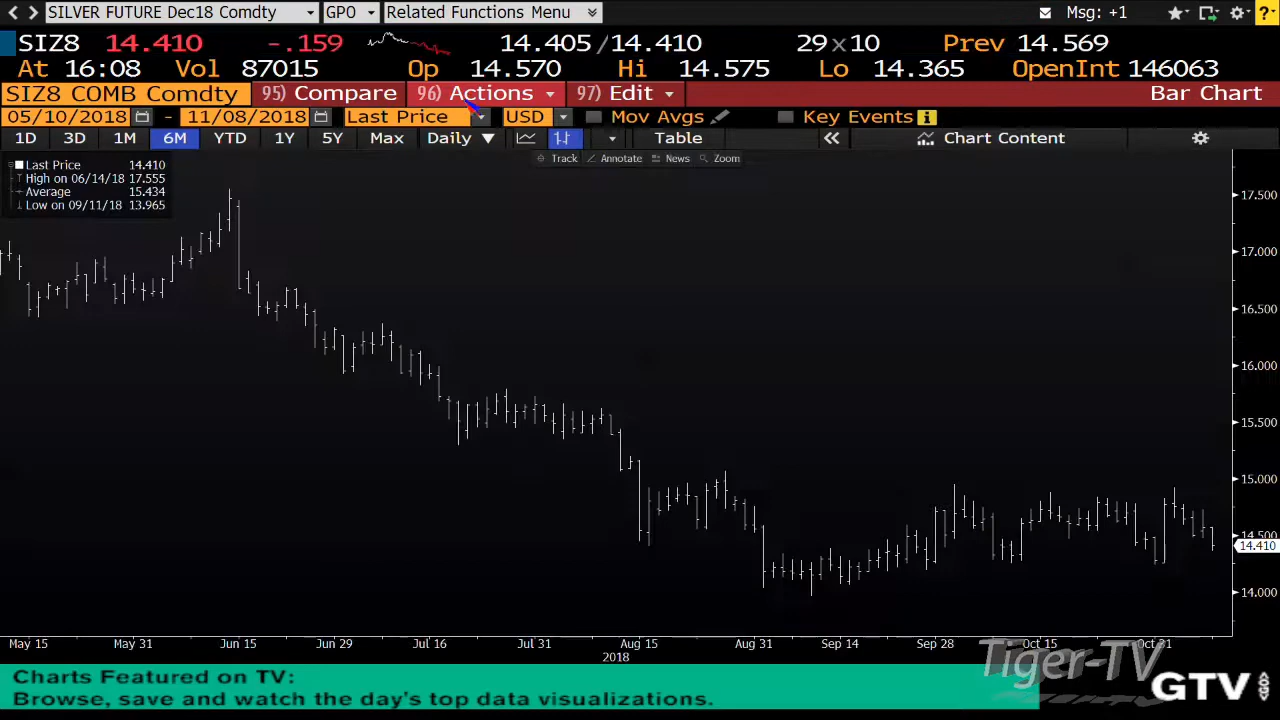 SILVER FUTURE Dec18 Comdty GPO Related Functions Menu Msg: +1 ?
SIZ8 14.410 -.159 14.405/14.410 29x10 Prev 14.569
At 16:08 Vol 87015 Op 14.570 Hi 14.575 Lo 14.365 OpenInt 146063
SIZ8 COMB Comdty 95) Compare 96) Actions 97) Edit Bar Chart
05/10/2018 - 11/08/2018 Last Price USD Mov Avgs Key Events
1D 3D 1M 6M YTD 1Y 5Y Max Daily Table Chart Content
Track Annotate News Zoom
Last Price 14.410
High on 06/14/18 17.555
Average 15.434
Low on 09/11/18 13.965
17.500
17.000
16.500
16.000
15.500
15.000
14.500
14.410
14.000
May 15 May 31 Jun 15 Jun 29 Jul 16 Jul 31 Aug 15 Aug 31 Sep 14 Sep 28 Oct 15 Oct 31
2018
Tiger-TV
Charts Featured on TV:
Browse, save and watch the day's top data visualizations.
GTV